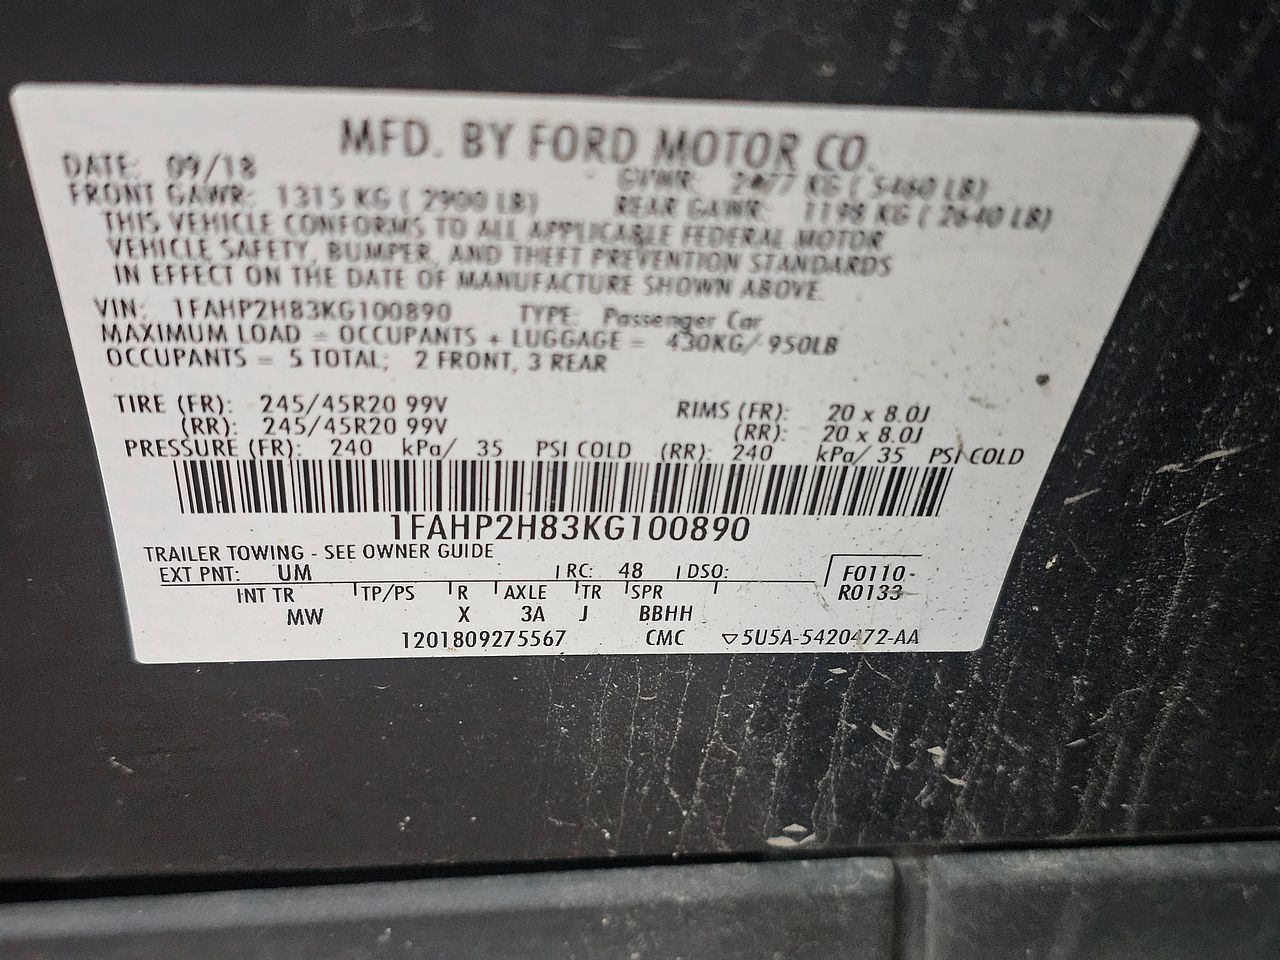 MFD. BY FORD MOTOR CO.
DATE: 09/18 GVWR: 2477 KG ( 5460 LB)
FRONT GAWR: 1315 KG ( 2900 LB) REAR GAWR: 1198 KG ( 2640 LB)
THIS VEHICLE CONFORMS TO ALL APPLICABLE FEDERAL MOTOR
VEHICLE SAFETY, BUMPER, AND THEFT PREVENTION STANDARDS
IN EFFECT ON THE DATE OF MANUFACTURE SHOWN ABOVE.
VIN: 1FAHP2H83KG100890 TYPE: Passenger Car
MAXIMUM LOAD = OCCUPANTS + LUGGAGE = 430KG/ 950LB
OCCUPANTS = 5 TOTAL; 2 FRONT, 3 REAR
TIRE (FR): 245/45R20 99V RIMS (FR): 20 x 8.0J
(RR): 245/45R20 99V (RR): 20 x 8.0J
PRESSURE (FR): 240 kPa/ 35 PSI COLD (RR): 240 kPa/ 35 PSI COLD
1FAHP2H83KG100890
TRAILER TOWING - SEE OWNER GUIDE
EXT PNT: UM RC: 48 DSO: F0110-
INT TR TP/PS R AXLE TR SPR R0133
MW X 3A J BBHH
1201809275567 CMC ▽5U5A-5420472-AA